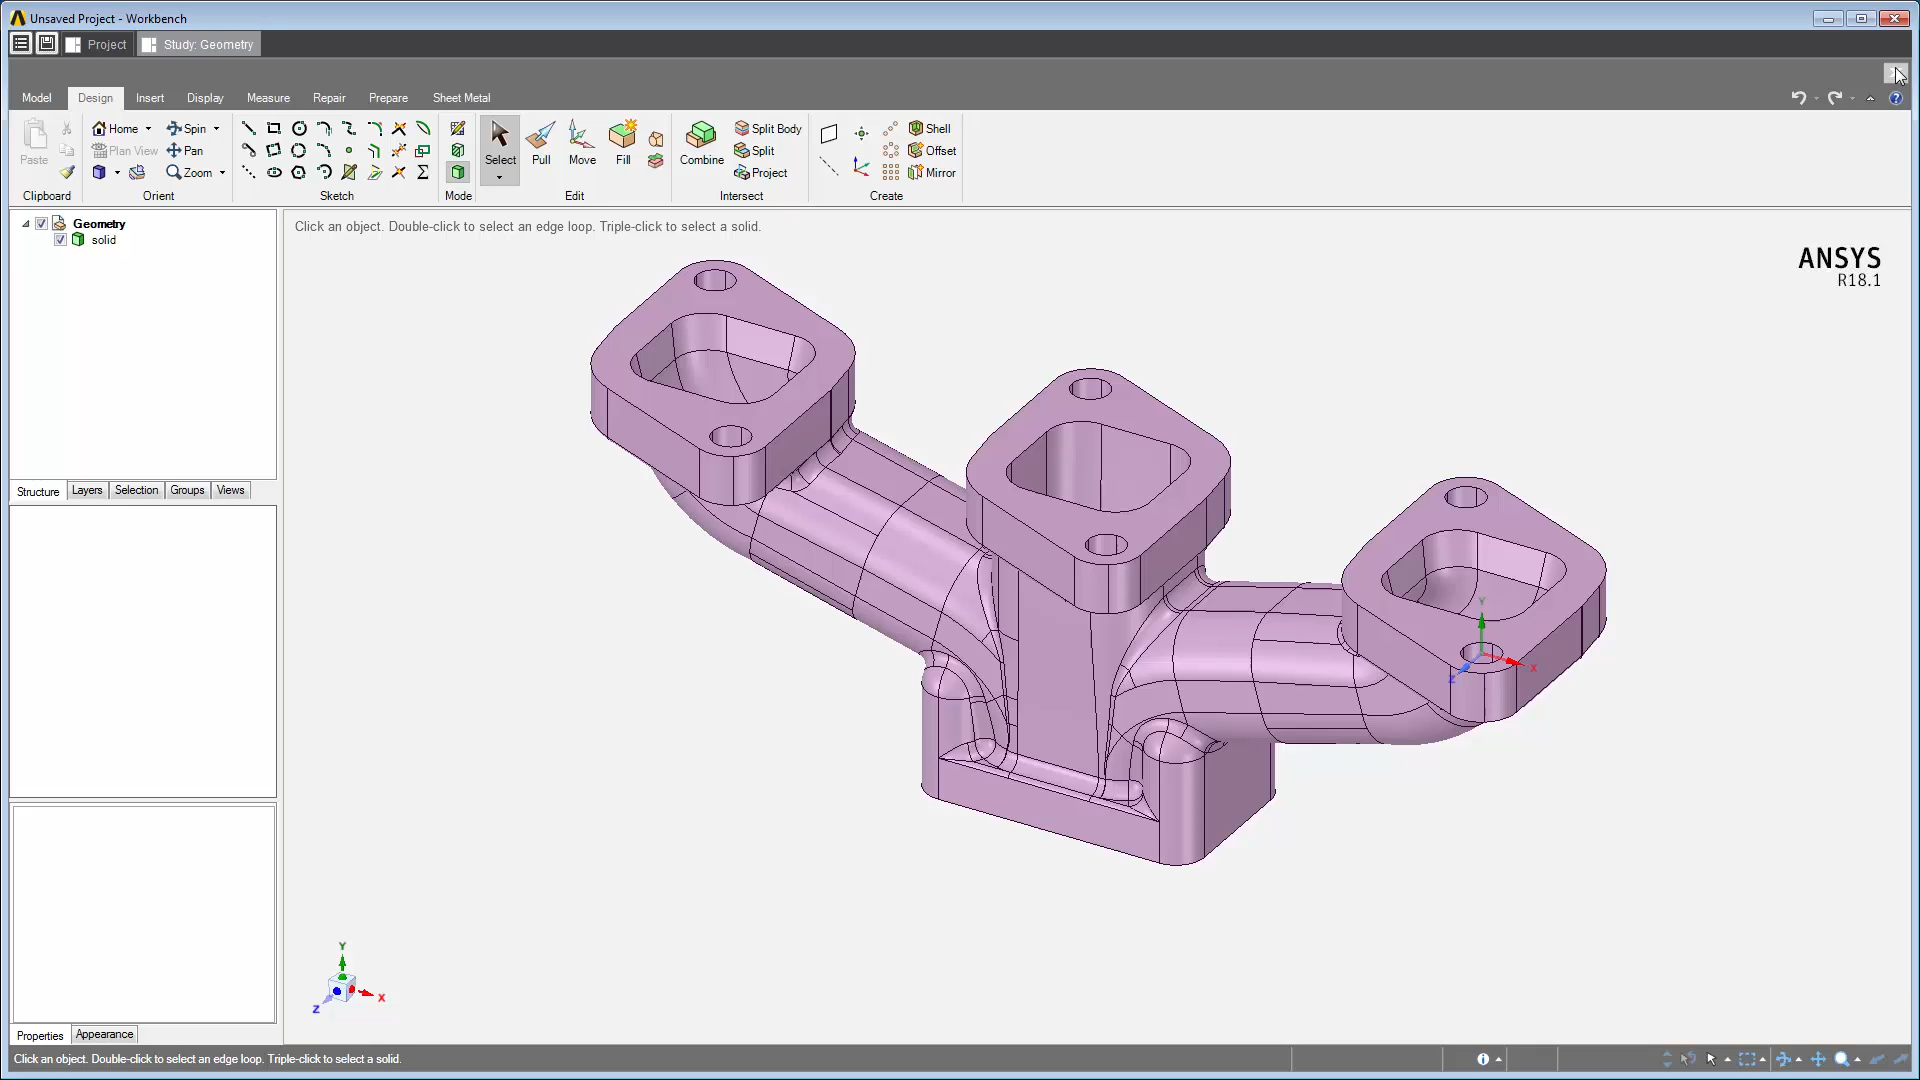 Unsaved Project - Workbench
Project
Study: Geometry
Model
Design
Insert
Display
Measure
Repair
Prepare
Sheet Metal
Paste
Home
Spin
Plan View
Pan
Zoom
Select
Pull
Move
Fill
Combine
Split Body
Split
Project
Shell
Offset
Mirror
Clipboard
Orient
Sketch
Mode
Edit
Intersect
Create
Geometry
solid
Click an object. Double-click to select an edge loop. Triple-click to select a solid.
ANSYS
R18.1
Structure
Layers
Selection
Groups
Views
Y
X
Z
Y
X
Z
Properties
Appearance
Click an object. Double-click to select an edge loop. Triple-click to select a solid.